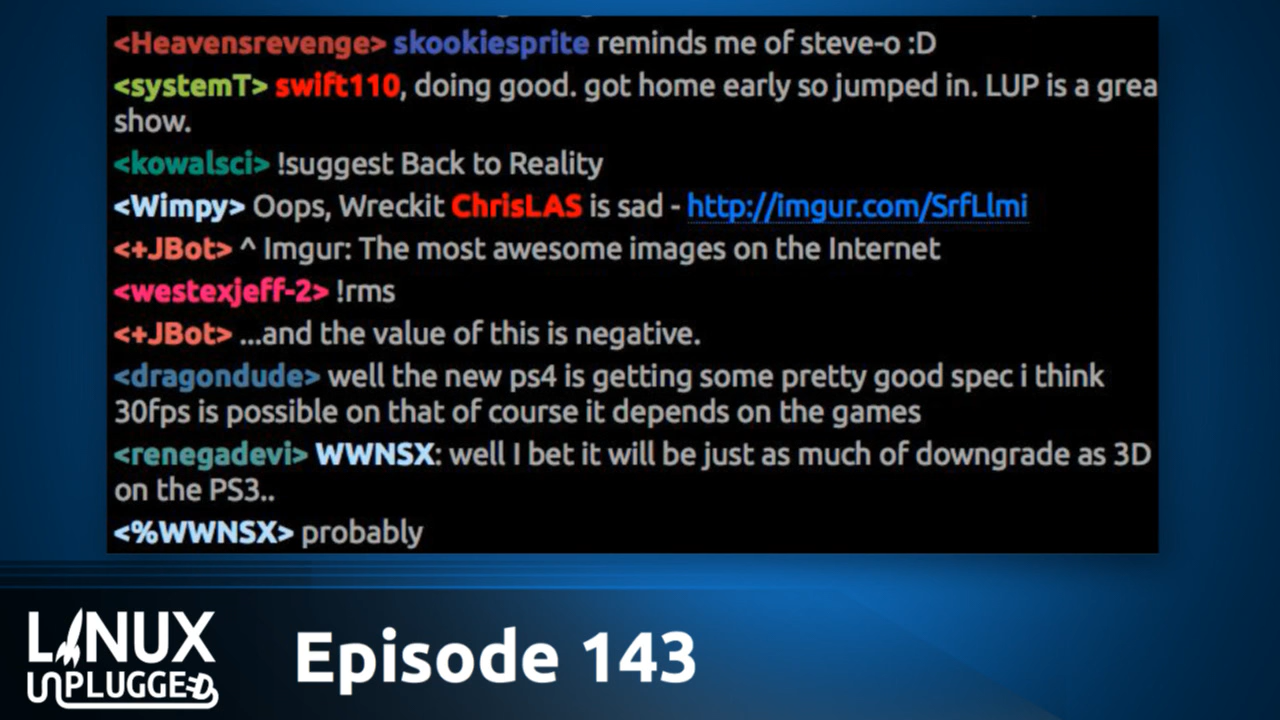 <Heavensrevenge> skookiesprite reminds me of steve-o :D
<systemT> swift110, doing good. got home early so jumped in. LUP is a grea
show.
<kowalsci> !suggest Back to Reality
<Wimpy> Oops, Wreckit ChrisLAS is sad - http://imgur.com/SrfLlmi
<+JBot> ^ Imgur: The most awesome images on the Internet
<westexjeff-2> !rms
<+JBot> ...and the value of this is negative.
<dragondude> well the new ps4 is getting some pretty good spec i think
30fps is possible on that of course it depends on the games
<renegadevi> WWNSX: well I bet it will be just as much of downgrade as 3D
on the PS3..
<%WWNSX> probably
LINUX
UNPLUGGED
Episode 143